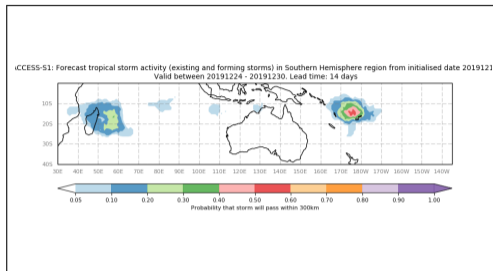 ACCESS-S1: Forecast tropical storm activity (existing and forming storms) in Southern Hemisphere region from initialised date 201912
Valid between 20191224 - 20191230. Lead time: 14 days
10S
20S
30S
40S
30E 40E 50E 60E 70E 80E 90E 100E 110E 120E 130E 140E 150E 160E 170E 180 170W 160W 150W 140W
0.05 0.10 0.20 0.30 0.40 0.50 0.60 0.70 0.80 0.90 1.00
Probability that storm will pass within 300km